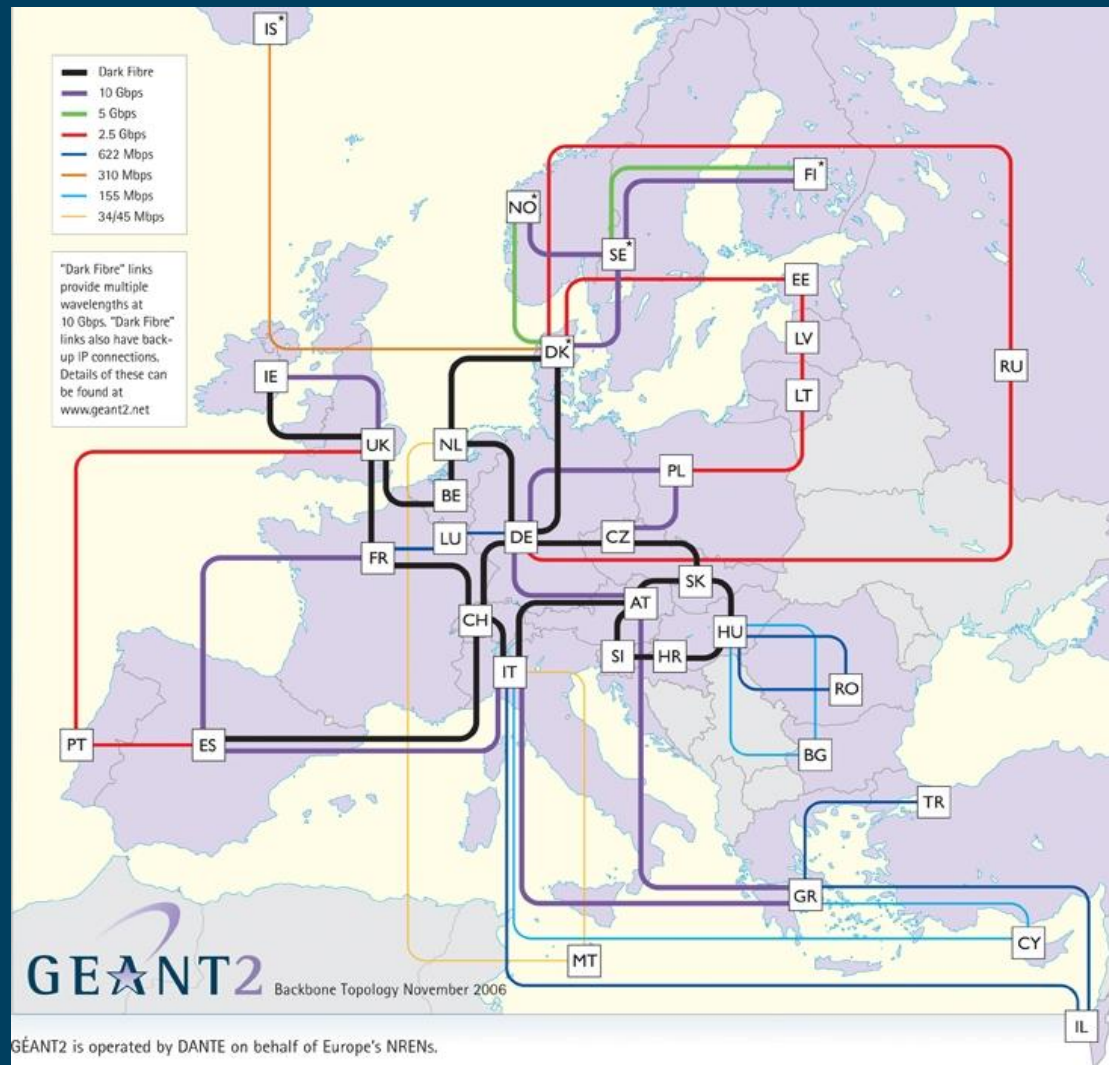 IS*
Dark Fibre
10 Gbps
5 Gbps
2.5 Gbps
622 Mbps
310 Mbps
155 Mbps
34/45 Mbps
"Dark Fibre" links
provide multiple
wavelengths at
10 Gbps. "Dark Fibre"
links also have back-
up IP connections.
Details of these can
be found at
www.geant2.net
FI*
NO*
SE*
EE
LV
DK*
RU
IE
LT
UK
NL
PL
BE
LU
DE
CZ
FR
SK
AT
CH
HU
SI
HR
IT
RO
PT
ES
BG
TR
GR
CY
MT
GEANT2 Backbone Topology November 2006
IL
GÉANT2 is operated by DANTE on behalf of Europe's NRENs.